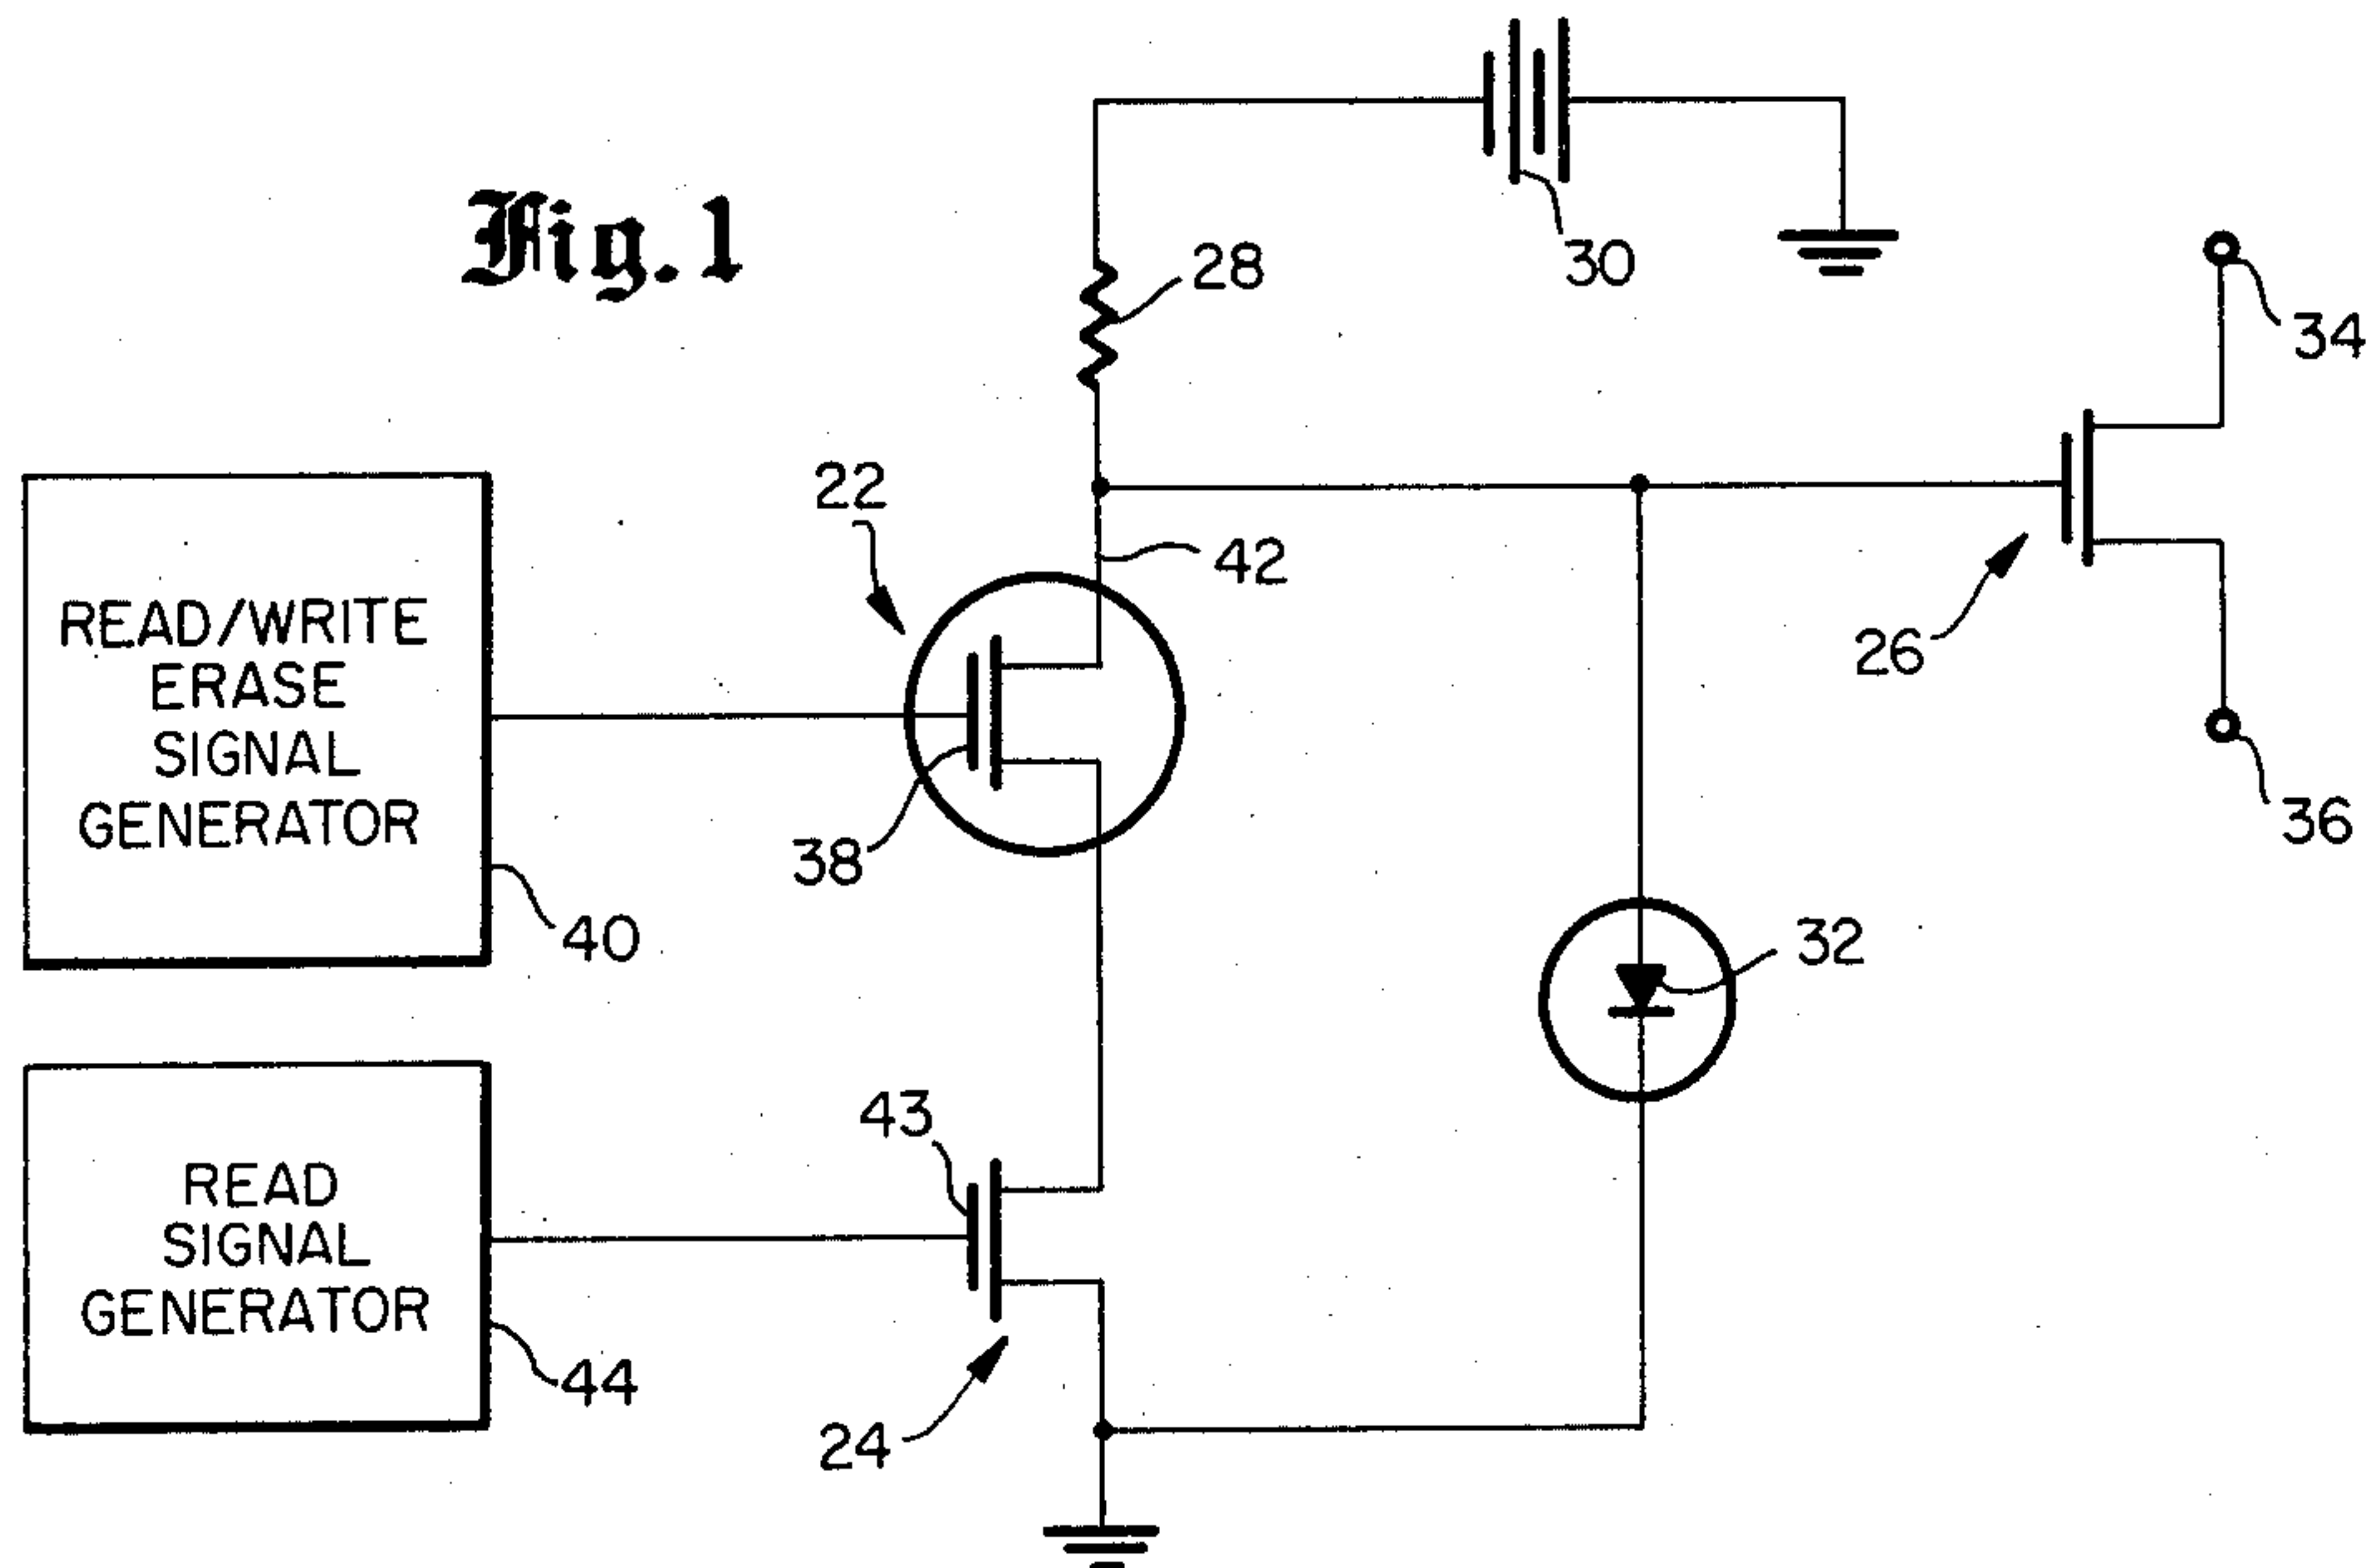 Fig.1
30
28
34
22
42
26
READ/WRITE
ERASE
SIGNAL
GENERATOR
38
36
40
32
43
READ
SIGNAL
GENERATOR
44
24